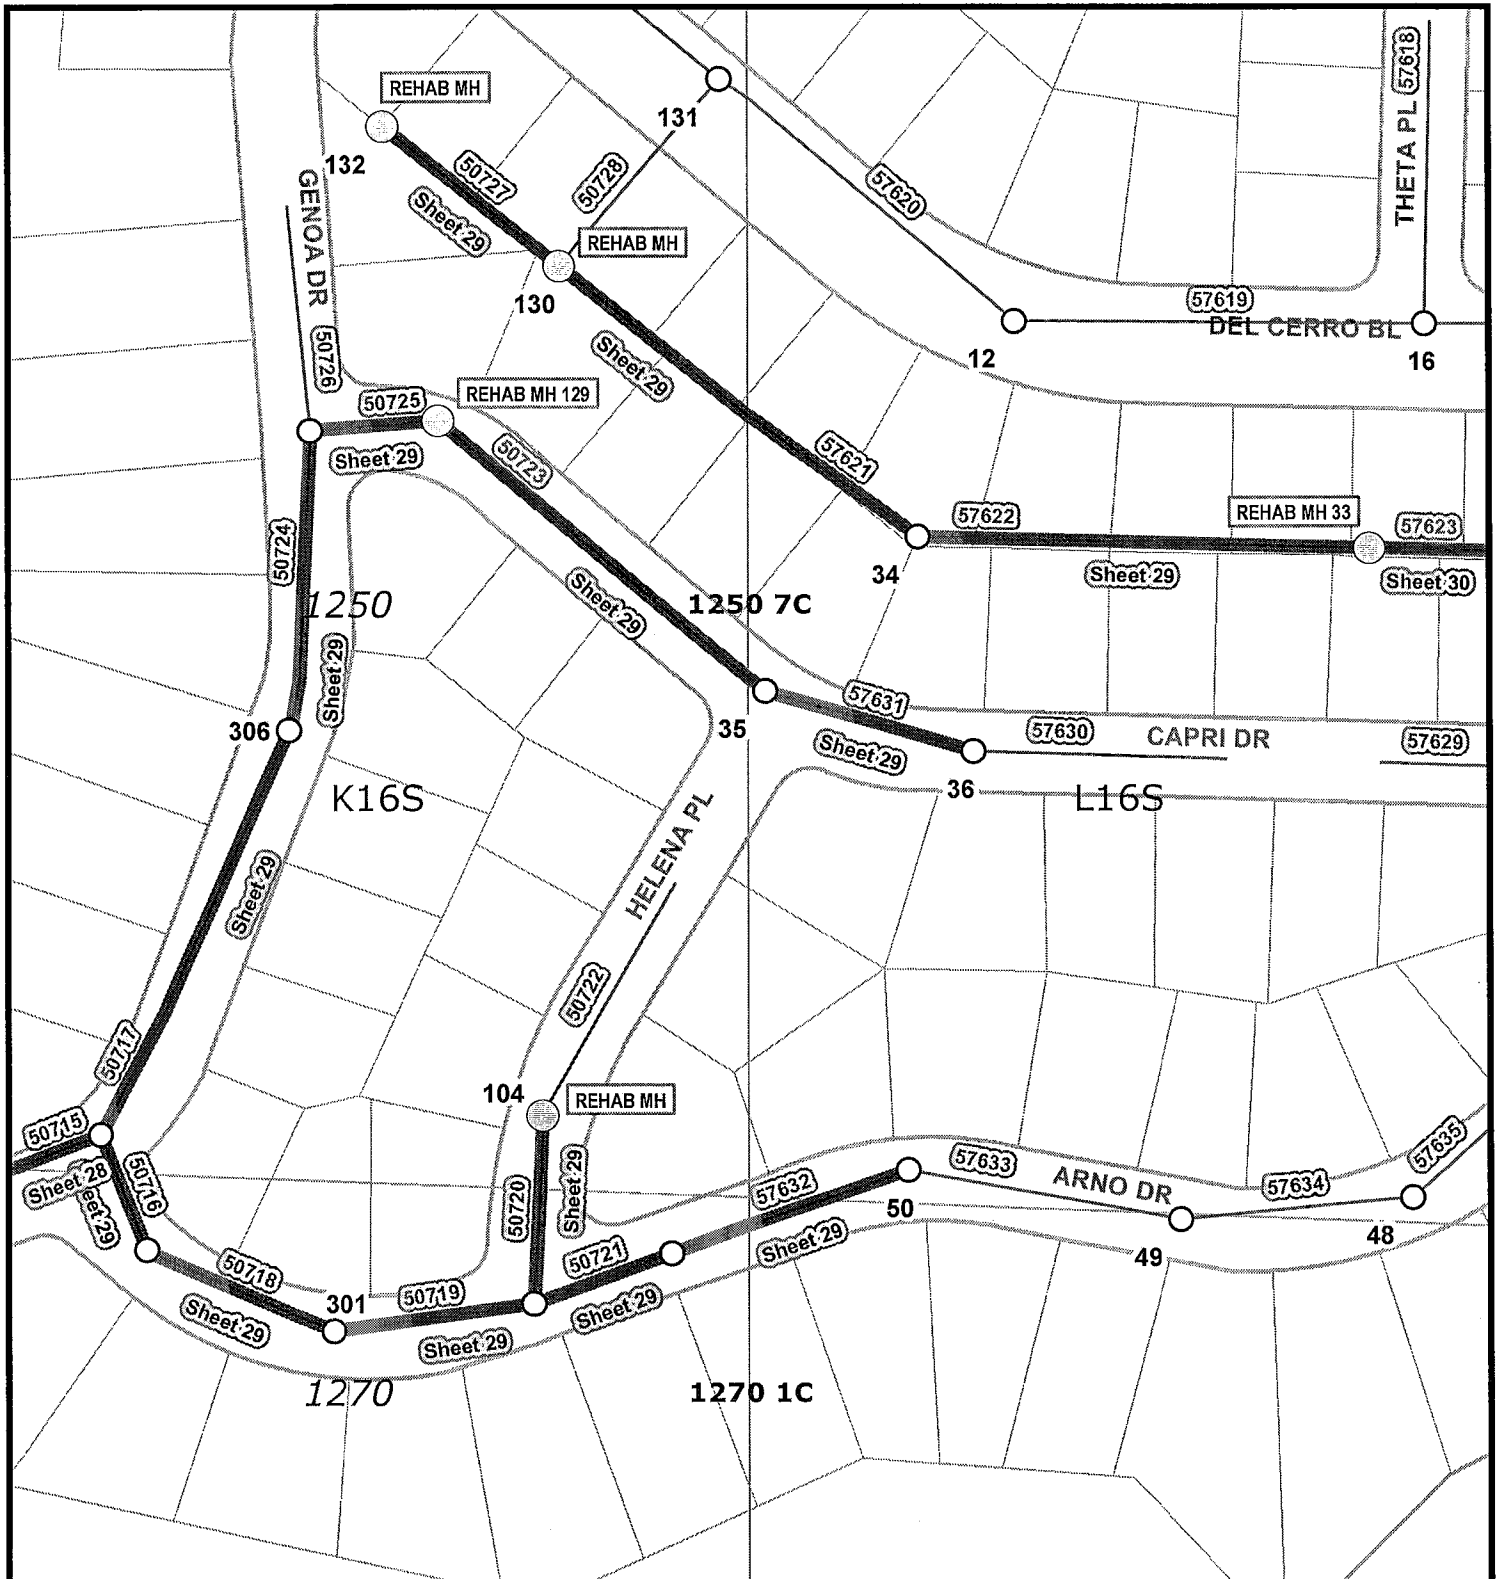 REHAB MH
131
132
50727
Sheet 29
50728
57620
THETA PL
57618
GENOA DR
REHAB MH
130
57619
DEL CERRO BL
12
16
50726
Sheet 29
50725
REHAB MH 129
Sheet 29
50723
57621
57622
REHAB MH 33
57623
34
Sheet 29
Sheet 30
50724
1250
Sheet 29
1250 7C
Sheet 29
306
35
57631
Sheet 29
57630
CAPRI DR
57629
36
K16S
L16S
HELENA PL
Sheet 29
50722
50717
104
REHAB MH
50715
Sheet 28
50716
Sheet 29
50720
Sheet 29
57632
50
57633
ARNO DR
57634
57635
49
48
50718
301
50719
50721
Sheet 29
Sheet 29
Sheet 29
Sheet 29
1270
1270 1C